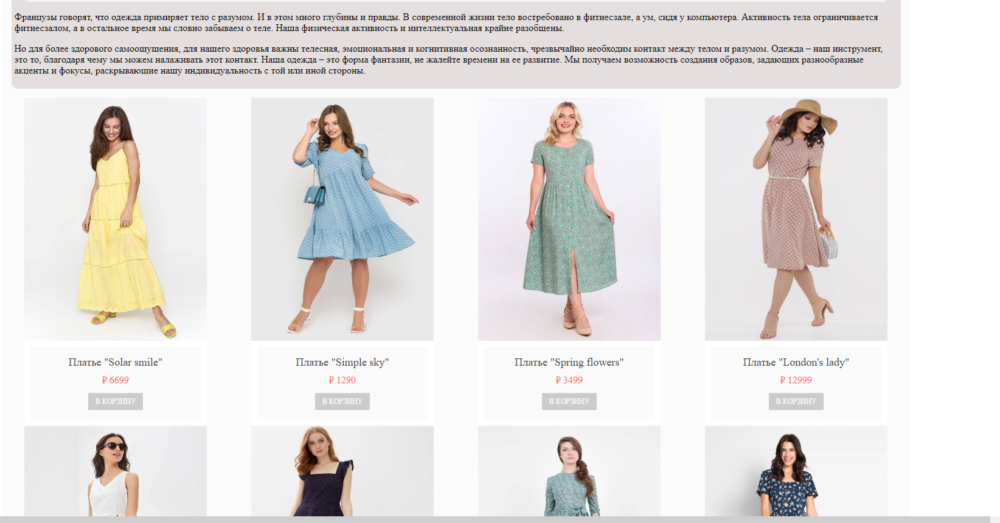 Французы говорят, что одежда примиряет тело с разумом. И в этом много глубины и правды. В современной жизни тело востребовано в фитнесзале, а ум, сидя у компьютера. Активность тела ограничивается
фитнесзалом, а в остальное время мы словно забываем о теле. Наша физическая активность и интеллектуальная крайне разобщены.
Но для более здорового самоощущения, для нашего здоровья важны телесная, эмоциональная и когнитивная осознанность, чрезвычайно необходим контакт между телом и разумом. Одежда – наш инструмент,
это то, благодаря чему мы можем налаживать этот контакт. Наша одежда – это форма фантазии, не жалейте времени на ее развитие. Мы получаем возможность создания образов, задающих разнообразные
акценты и фокусы, раскрывающие нашу индивидуальность с той или иной стороны.
Платье "Solar smile"
₽ 6699
В КОРЗИНУ
Платье "Simple sky"
₽ 1290
В КОРЗИНУ
Платье "Spring flowers"
₽ 3499
В КОРЗИНУ
Платье "London's lady"
₽ 12999
В КОРЗИНУ